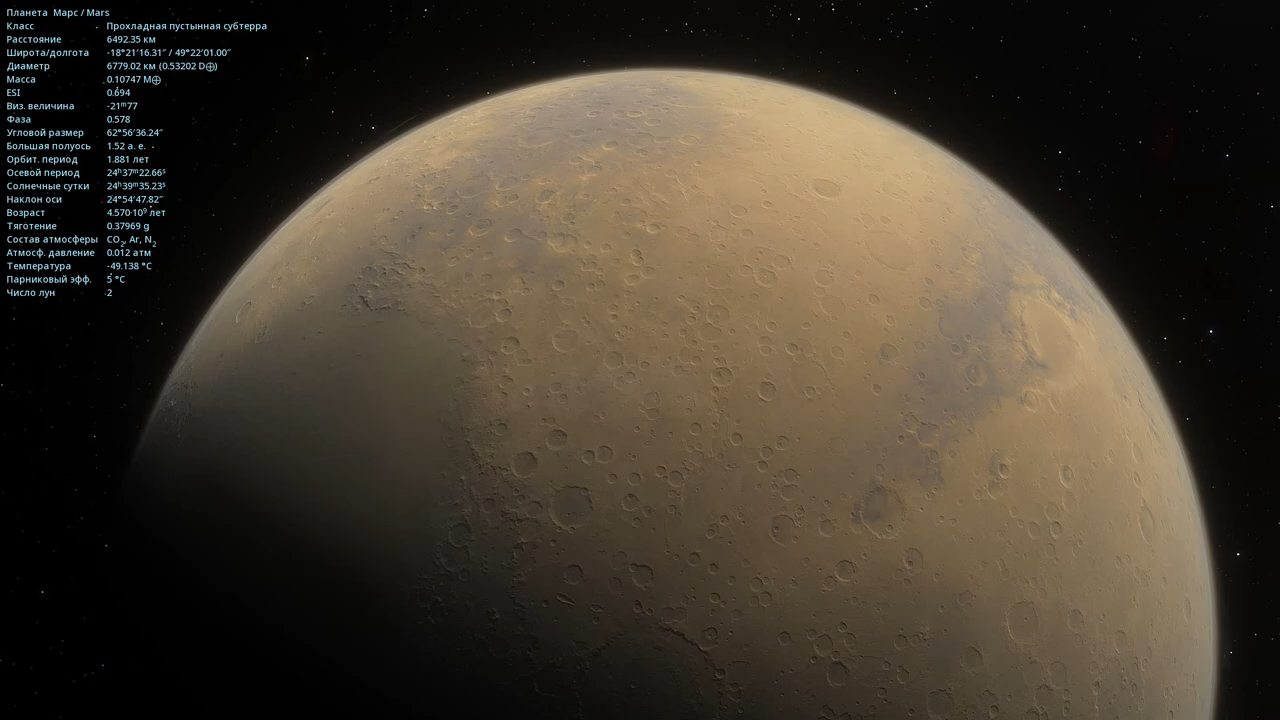 Планета Марс / Mars
Класс Прохладная пустынная субтерра
Расстояние 6492.35 км
Широта/долгота -18°21′16.31″ / 49°22′01.00″
Диаметр 6779.02 км (0.53202 D⊕)
Масса 0.10747 M⊕
ESI 0.694
Виз. величина -21ᵐ77
Фаза 0.578
Угловой размер 62°56′36.24″
Большая полуось 1.52 а. е.
Орбит. период 1.881 лет
Осевой период 24ʰ37ᵐ22.66ˢ
Солнечные сутки 24ʰ39ᵐ35.23ˢ
Наклон оси 24°54′47.82″
Возраст 4.570·10⁹ лет
Тяготение 0.37969 g
Состав атмосферы CO₂, Ar, N₂
Атмосф. давление 0.012 атм
Температура -49.138 °C
Парниковый эфф. 5 °C
Число лун 2